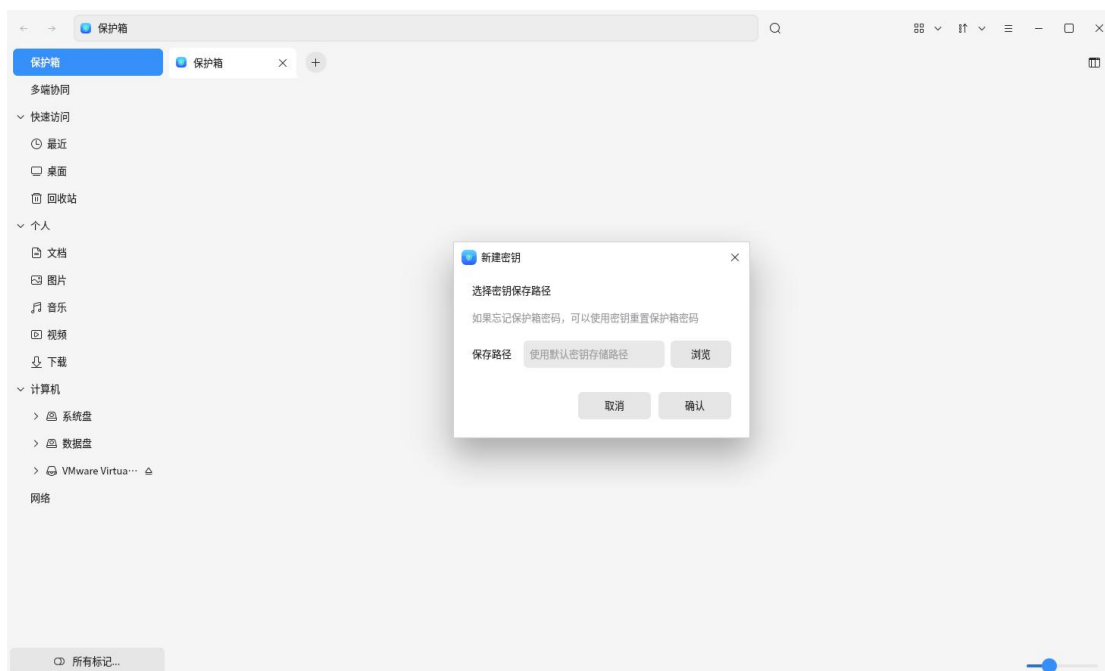 保护箱
保护箱
保护箱
多端协同
快速访问
最近
桌面
回收站
个人
文档
图片
音乐
视频
下载
计算机
系统盘
数据盘
VMware Virtua…
网络
所有标记...
新建密钥
选择密钥保存路径
如果忘记保护箱密码，可以使用密钥重置保护箱密码
保存路径 使用默认密钥存储路径 浏览
取消 确认